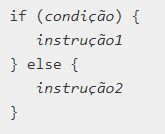 if (condição) {
instrução1
} else {
instrução2
}